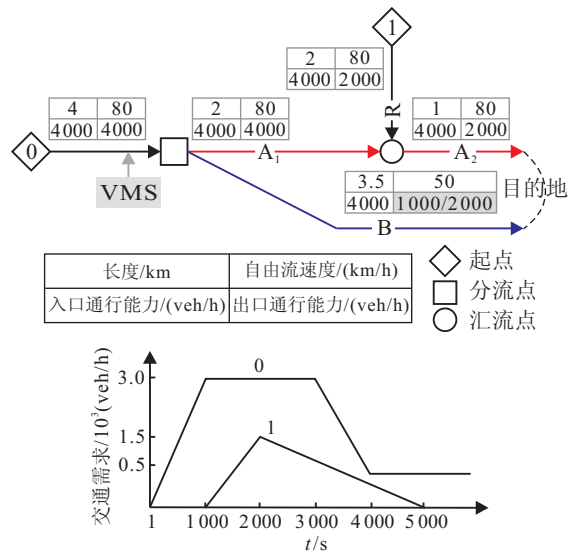 1
2 80
4000 2000
R
4 80
4000 4000
2 80
4000 4000
1 80
4000 2000
0
A₁
A₂
VMS
3.5 50
4000 1000/2000
目的地
B
长度/km 自由流速度/(km/h)
入口通行能力/(veh/h) 出口通行能力/(veh/h)
起点
分流点
汇流点
交通需求/10³(veh/h)
3.0
1.5
0.5
0
1
1 1000 2000 3000 4000 5000
t/s